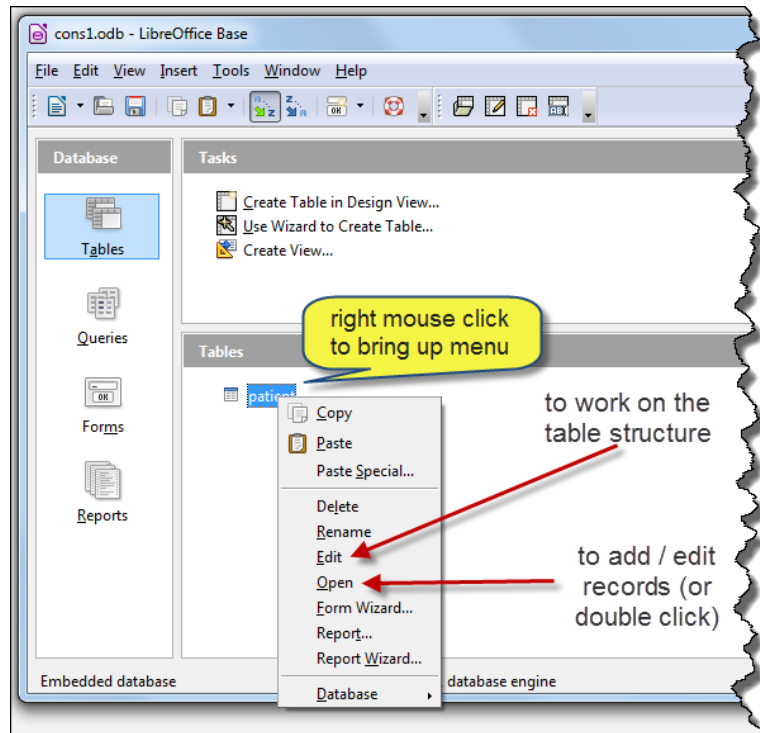 cons1.odb - LibreOffice Base
File Edit View Insert Tools Window Help
Database
Tasks
Tables
Queries
Forms
Reports
Create Table in Design View...
Use Wizard to Create Table...
Create View...
right mouse click
to bring up menu
Tables
patient
Copy
Paste
Paste Special...
Delete
Rename
Edit
Open
Form Wizard...
Report...
Report Wizard...
Database
to work on the
table structure
to add / edit
records (or
double click)
Embedded database
database engine